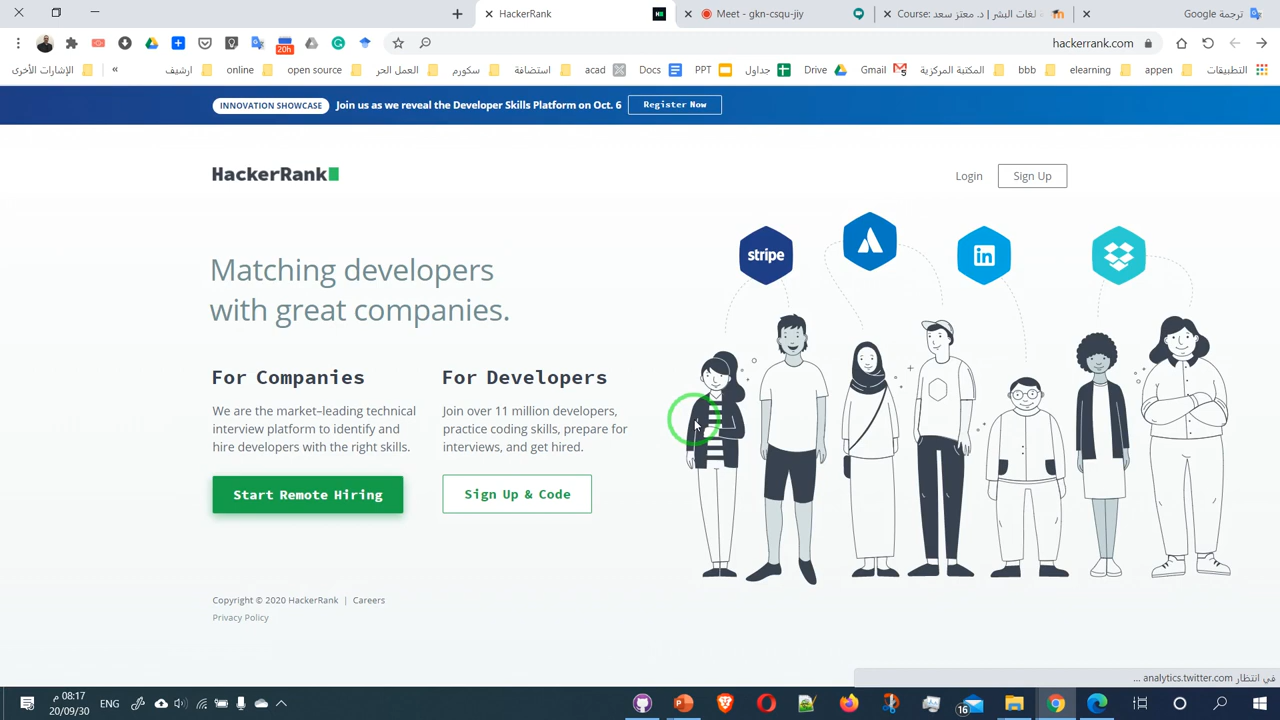 HackerRank
Meet - gkn-csqu-jiy
Course: لغات البشر | د. معتز سعد
ترجمة Google
20h
hackerrank.com
الإشارات الأخرى
»
ارشيف
online
open source
العمل الحر
سكورم
استضافة
acad
Docs
PPT
جداول
Drive
Gmail
المكتبة المركزية
bbb
elearning
appen
التطبيقات
INNOVATION SHOWCASE
Join us as we reveal the Developer Skills Platform on Oct. 6
Register Now
HackerRank
Login
Sign Up
stripe
in
Matching developers
with great companies.
For Companies
We are the market–leading technical
interview platform to identify and
hire developers with the right skills.
Start Remote Hiring
For Developers
Join over 11 million developers,
practice coding skills, prepare for
interviews, and get hired.
Sign Up & Code
Copyright © 2020 HackerRank | Careers
Privacy Policy
في انتظار analytics.twitter.com ...
08:17 م
20/09/30
ENG
16